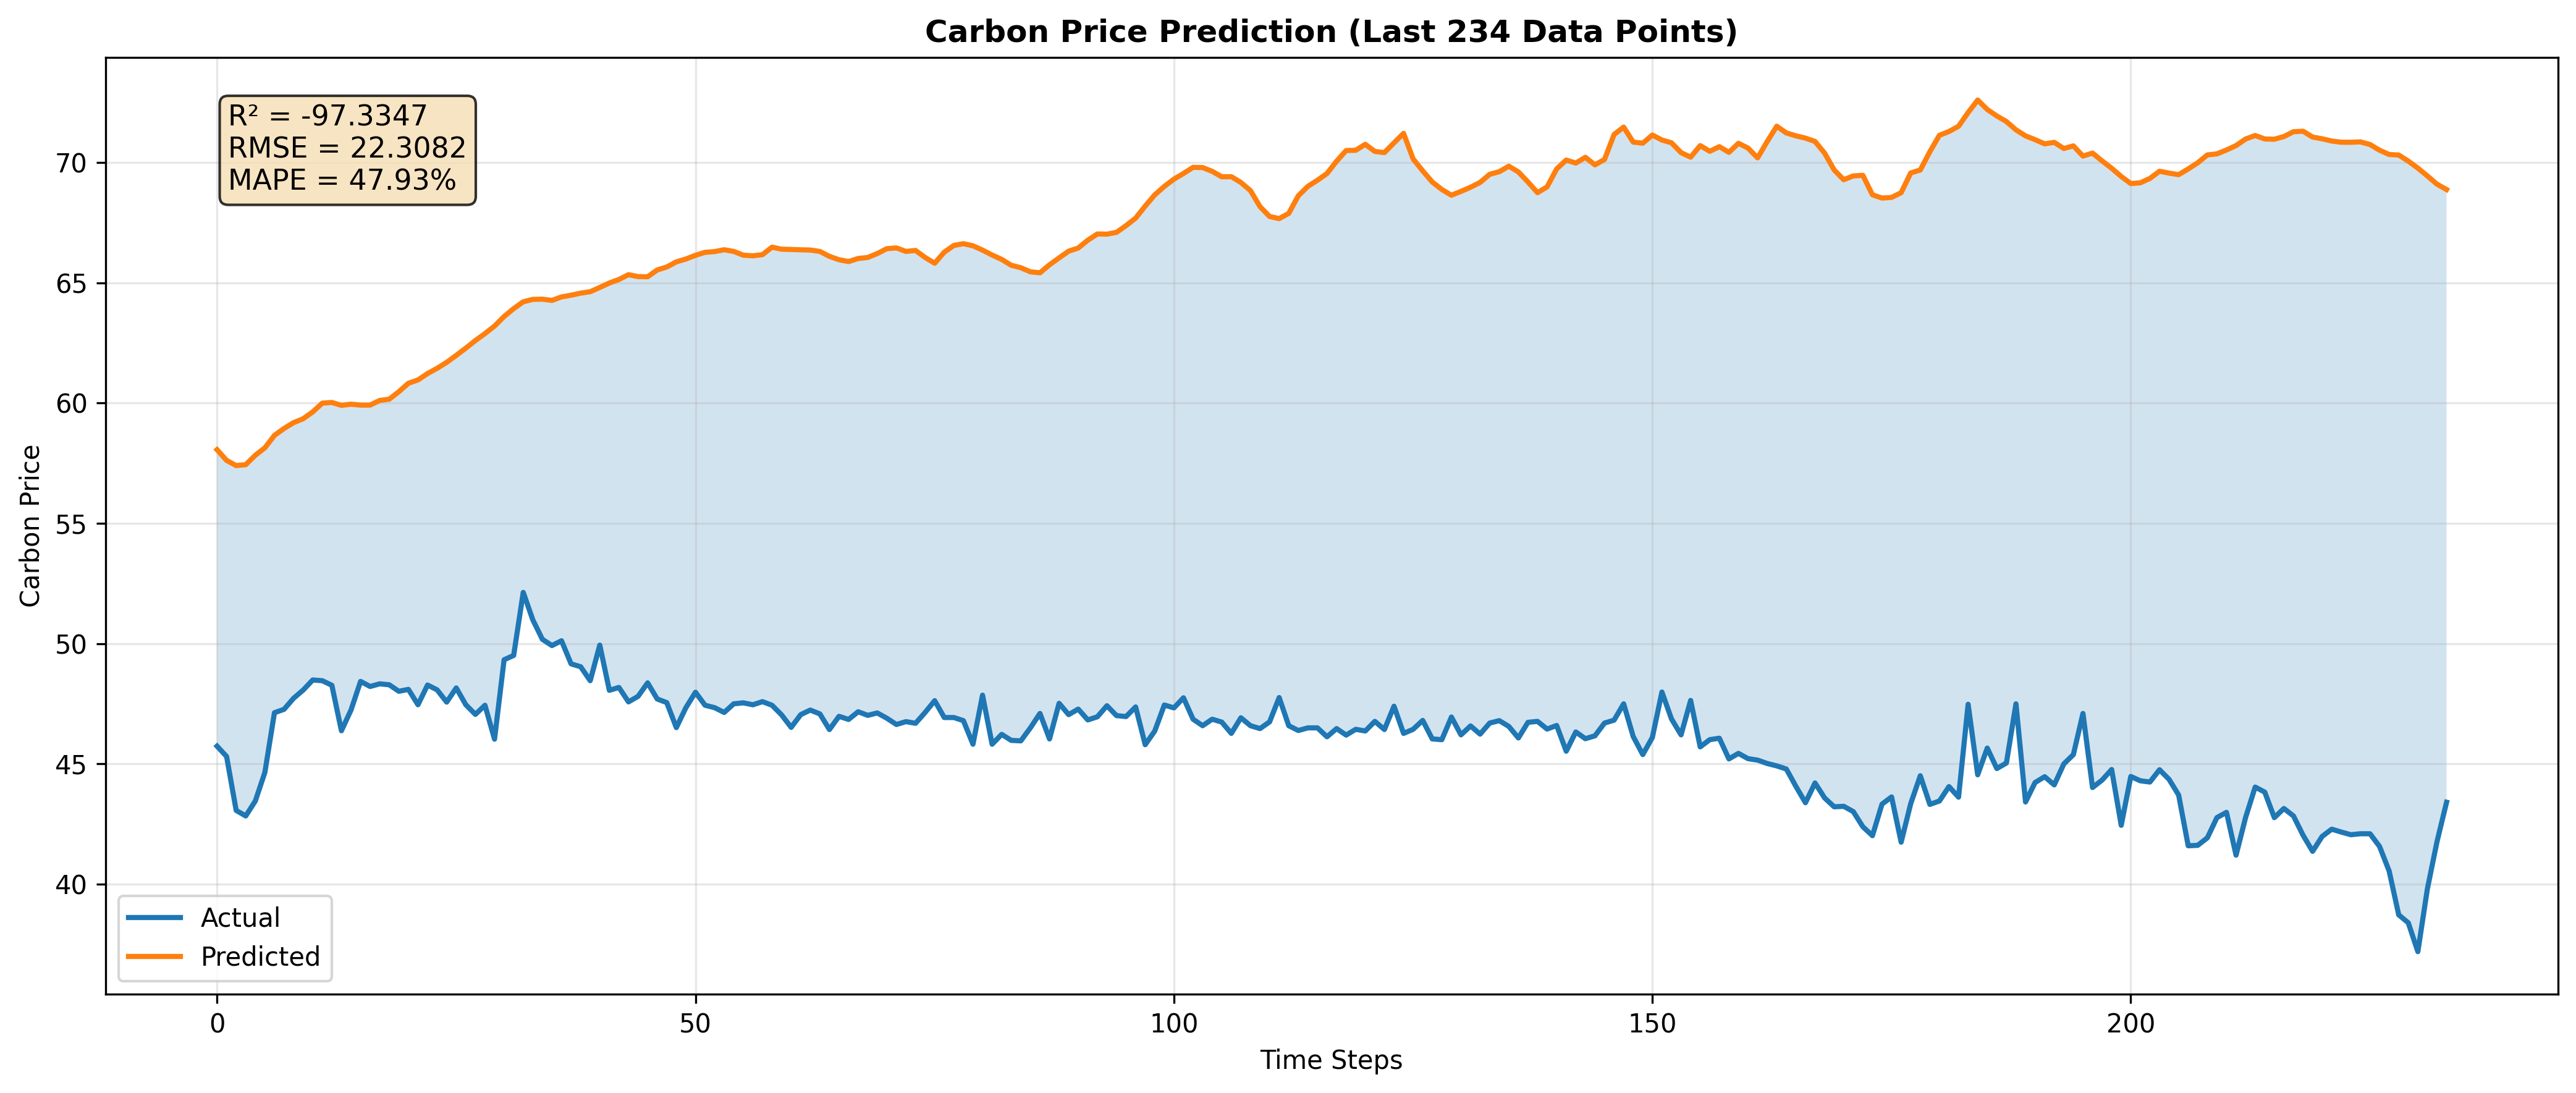 Carbon Price Prediction (Last 234 Data Points)
R² = -97.3347
RMSE = 22.3082
MAPE = 47.93%
Carbon Price
70
65
60
55
50
45
40
Actual
Predicted
0 50 100 150 200
Time Steps